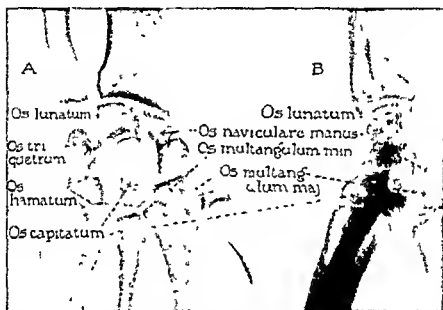 A
B
Os lunatum
Os lunatum
Os naviculare manus
Os tri
quetrum
Os multangulum min
Os multang-
ulum maj
Os
hamatum
Os capitatum